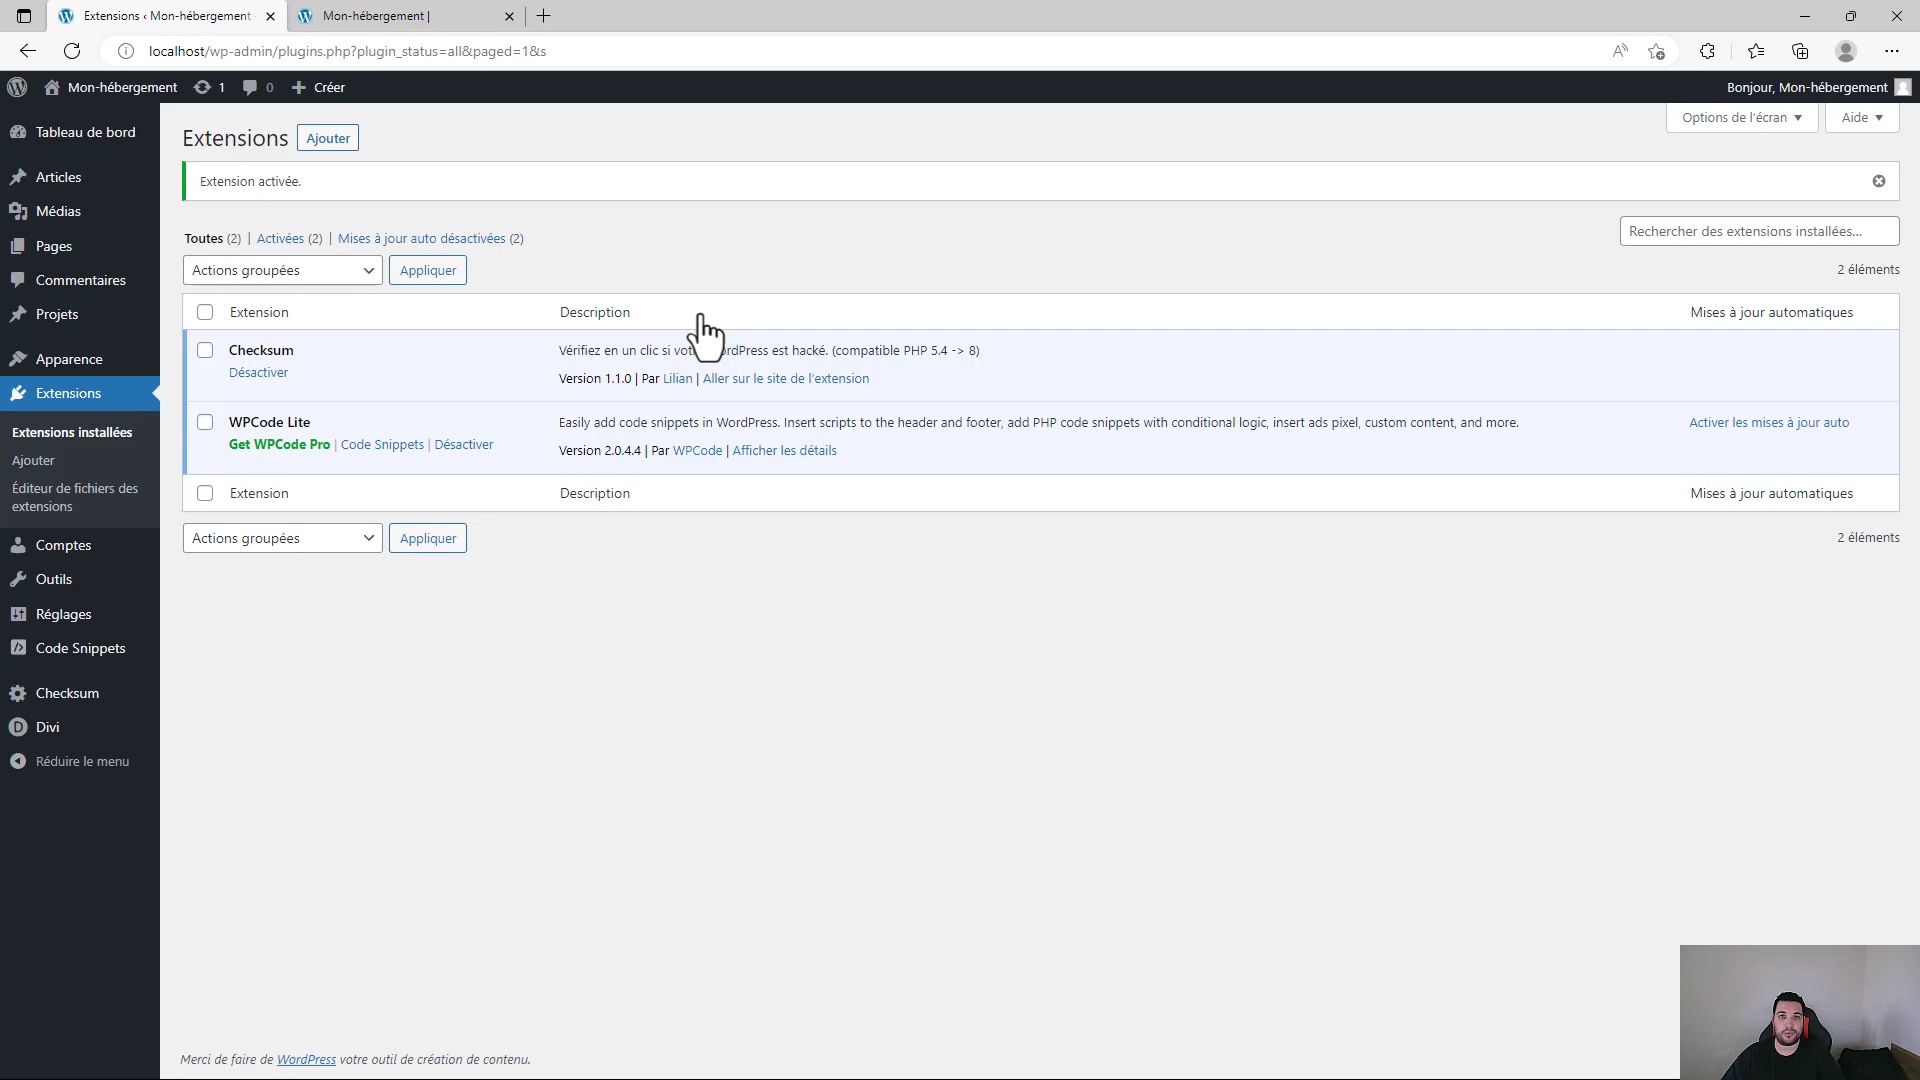 Extensions ‹ Mon-hébergement
Mon-hébergement |
localhost/wp-admin/plugins.php?plugin_status=all&paged=1&s
Mon-hébergement
1
0
Créer
Bonjour, Mon-hébergement
Tableau de bord
Articles
Médias
Pages
Commentaires
Projets
Apparence
Extensions
Extensions installées
Ajouter
Éditeur de fichiers des
extensions
Comptes
Outils
Réglages
Code Snippets
Checksum
Divi
Réduire le menu
Options de l'écran
Aide
Extensions
Ajouter
Extension activée.
Toutes (2) | Activées (2) | Mises à jour auto désactivées (2)
Rechercher des extensions installées...
Actions groupées
Appliquer
2 éléments
Extension
Description
Mises à jour automatiques
Checksum
Vérifiez en un clic si WordPress est hacké. (compatible PHP 5.4 -> 8)
Désactiver
Version 1.1.0 | Par Lilian | Aller sur le site de l'extension
WPCode Lite
Easily add code snippets in WordPress. Insert scripts to the header and footer, add PHP code snippets with conditional logic, insert ads pixel, custom content, and more.
Activer les mises à jour auto
Get WPCode Pro | Code Snippets | Désactiver
Version 2.0.4.4 | Par WPCode | Afficher les détails
Extension
Description
Mises à jour automatiques
Actions groupées
Appliquer
2 éléments
Merci de faire de WordPress votre outil de création de contenu.